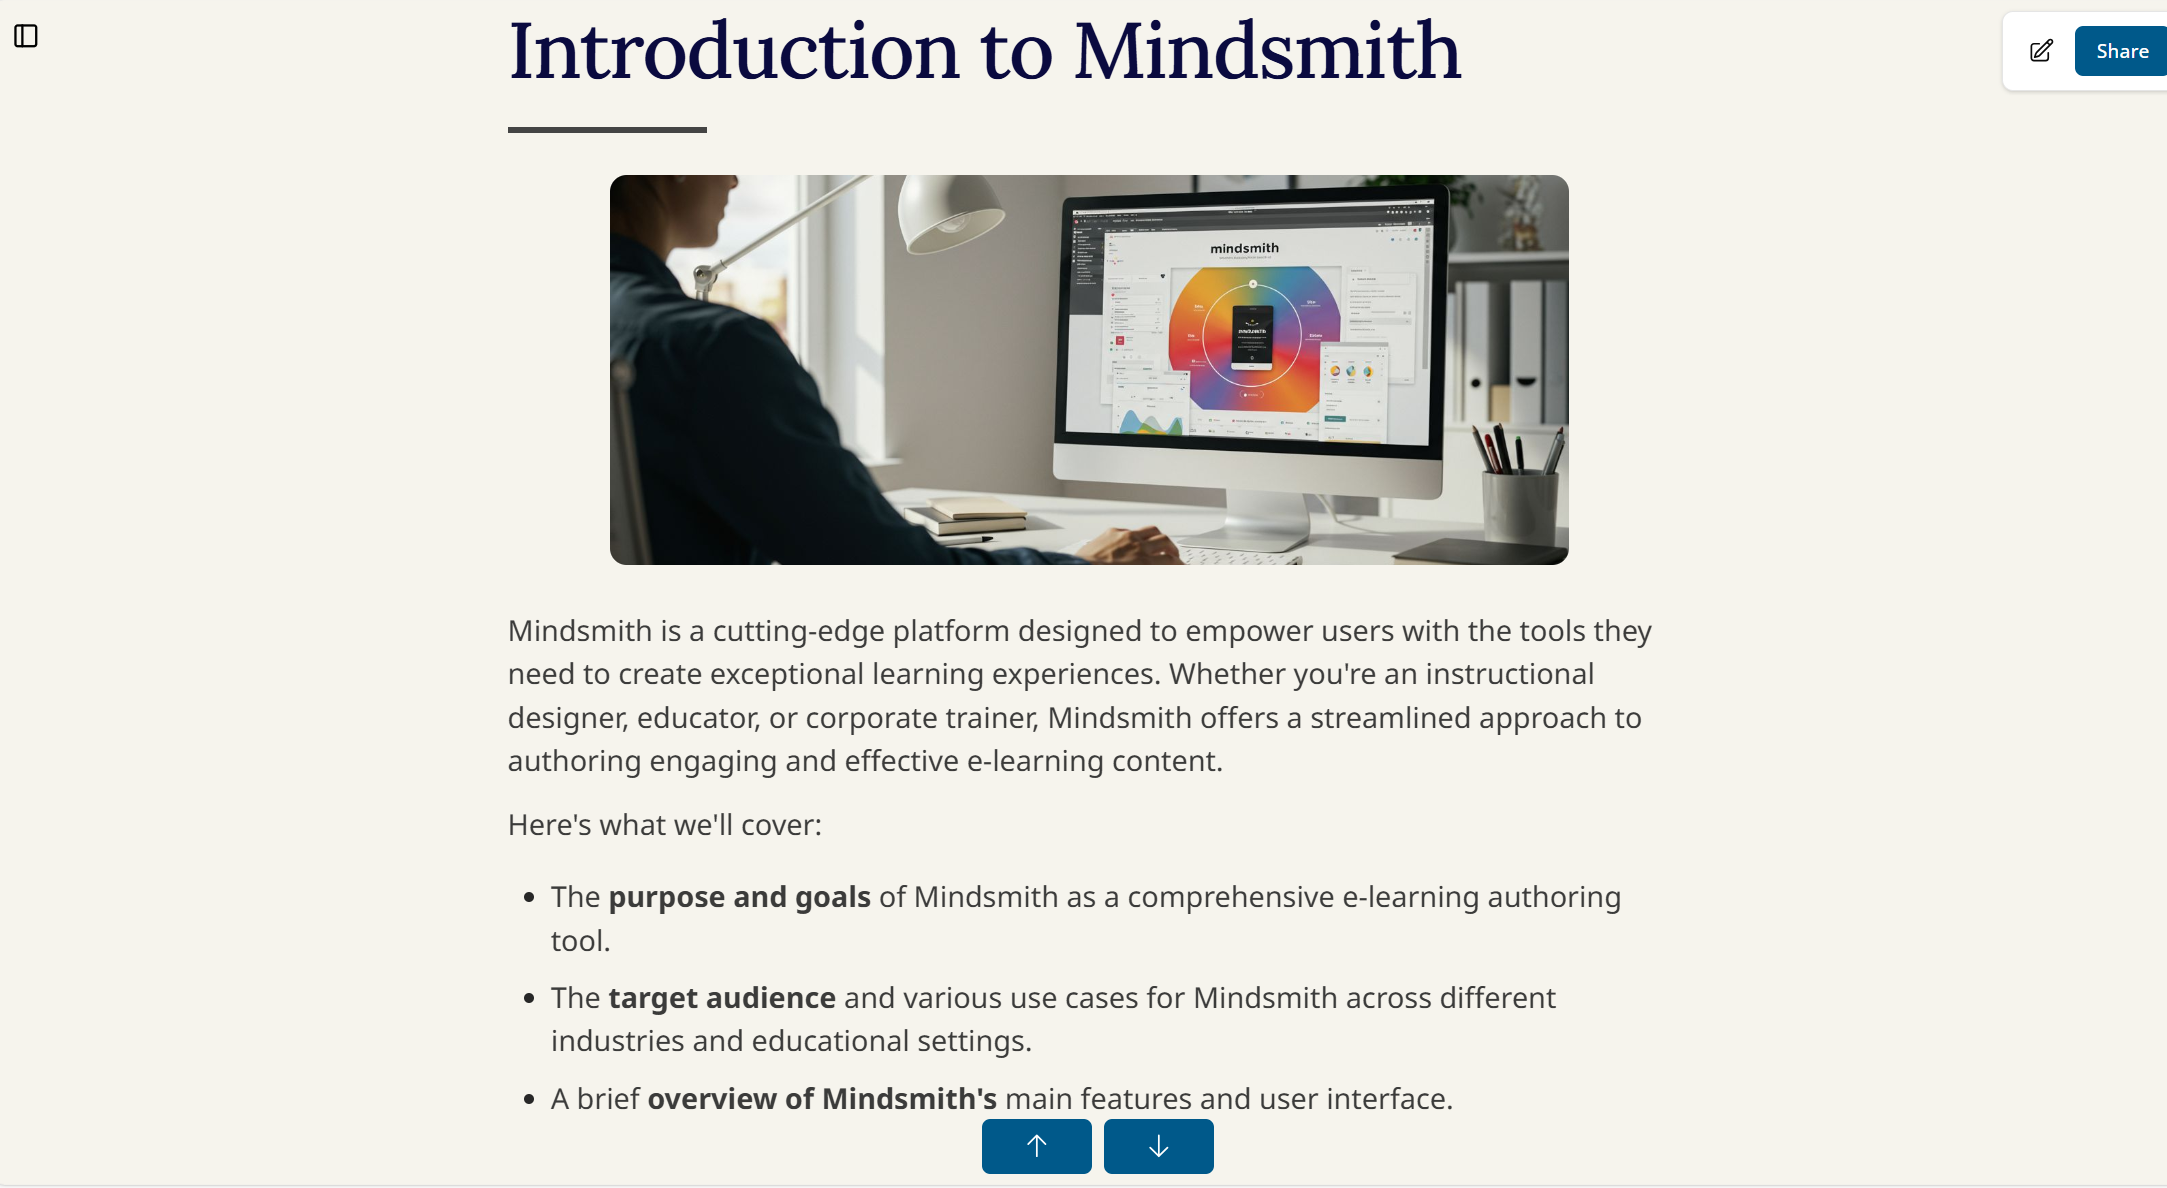 Introduction to Mindsmith
Share
mindsmith
Mindsmith is a cutting-edge platform designed to empower users with the tools they
need to create exceptional learning experiences. Whether you're an instructional
designer, educator, or corporate trainer, Mindsmith offers a streamlined approach to
authoring engaging and effective e-learning content.
Here's what we'll cover:
• The purpose and goals of Mindsmith as a comprehensive e-learning authoring
tool.
• The target audience and various use cases for Mindsmith across different
industries and educational settings.
• A brief overview of Mindsmith's main features and user interface.